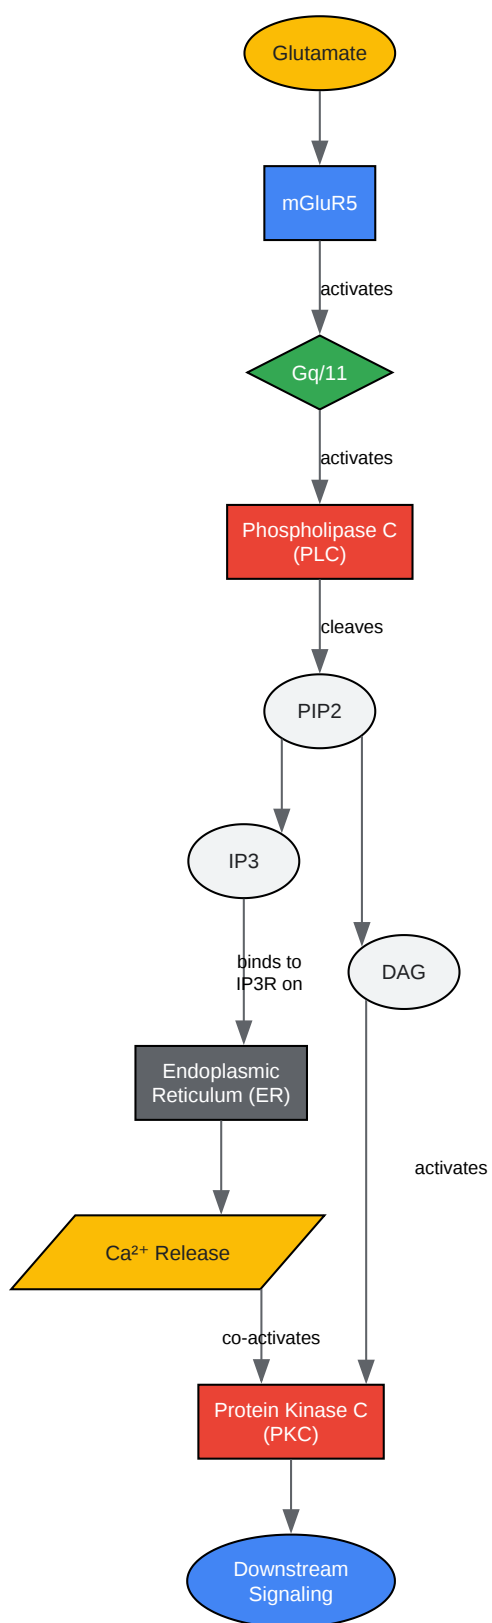 Glutamate
mGluR5
activates
Gq/11
activates
Phospholipase C
(PLC)
cleaves
PIP2
IP3
binds to
IP3R on
DAG
Endoplasmic
Reticulum (ER)
activates
Ca²⁺ Release
co-activates
Protein Kinase C
(PKC)
Downstream
Signaling